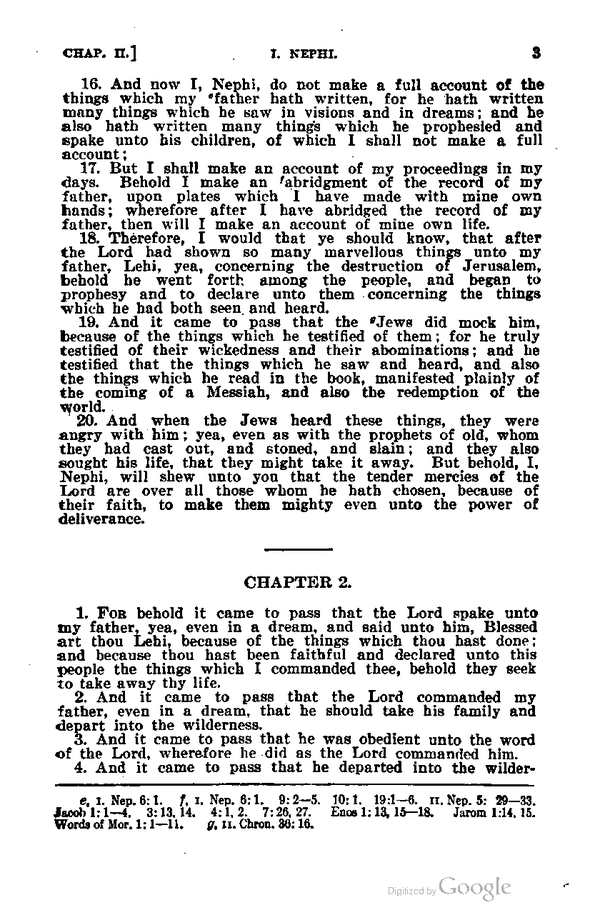 CHAP. II.] I. NEPHI. 3
16. And now I, Nephi, do not make a full account of the
things which my ᵉfather hath written, for he hath written
many things which he saw in visions and in dreams; and he
also hath written many things which he prophesied and
spake unto his children, of which I shall not make a full
account;
17. But I shall make an account of my proceedings in my
days. Behold I make an ᶠabridgment of the record of my
father, upon plates which I have made with mine own
hands; wherefore after I have abridged the record of my
father, then will I make an account of mine own life.
18. Therefore, I would that ye should know, that after
the Lord had shown so many marvellous things unto my
father, Lehi, yea, concerning the destruction of Jerusalem,
behold he went forth among the people, and began to
prophesy and to declare unto them concerning the things
which he had both seen and heard.
19. And it came to pass that the ᵍJews did mock him,
because of the things which he testified of them; for he truly
testified of their wickedness and their abominations; and he
testified that the things which he saw and heard, and also
the things which he read in the book, manifested plainly of
the coming of a Messiah, and also the redemption of the
world.
20. And when the Jews heard these things, they were
angry with him; yea, even as with the prophets of old, whom
they had cast out, and stoned, and slain; and they also
sought his life, that they might take it away. But behold, I,
Nephi, will shew unto you that the tender mercies of the
Lord are over all those whom he hath chosen, because of
their faith, to make them mighty even unto the power of
deliverance.
CHAPTER 2.
1. FOR behold it came to pass that the Lord spake unto
my father, yea, even in a dream, and said unto him, Blessed
art thou Lehi, because of the things which thou hast done;
and because thou hast been faithful and declared unto this
people the things which I commanded thee, behold they seek
to take away thy life.
2. And it came to pass that the Lord commanded my
father, even in a dream, that he should take his family and
depart into the wilderness.
3. And it came to pass that he was obedient unto the word
of the Lord, wherefore he did as the Lord commanded him.
4. And it came to pass that he departed into the wilder-
e, I. Nep. 6: 1. f, I. Nep. 6: 1. 9: 2—5. 10: 1. 19:1—6. II. Nep. 5: 29—33.
Jacob 1: 1—4. 3: 13, 14. 4: 1, 2. 7: 26, 27. Enos 1: 13, 15—18. Jarom 1:14, 15.
Words of Mor. 1: 1—11. g, II. Chron. 36: 16.
Digitized by Google